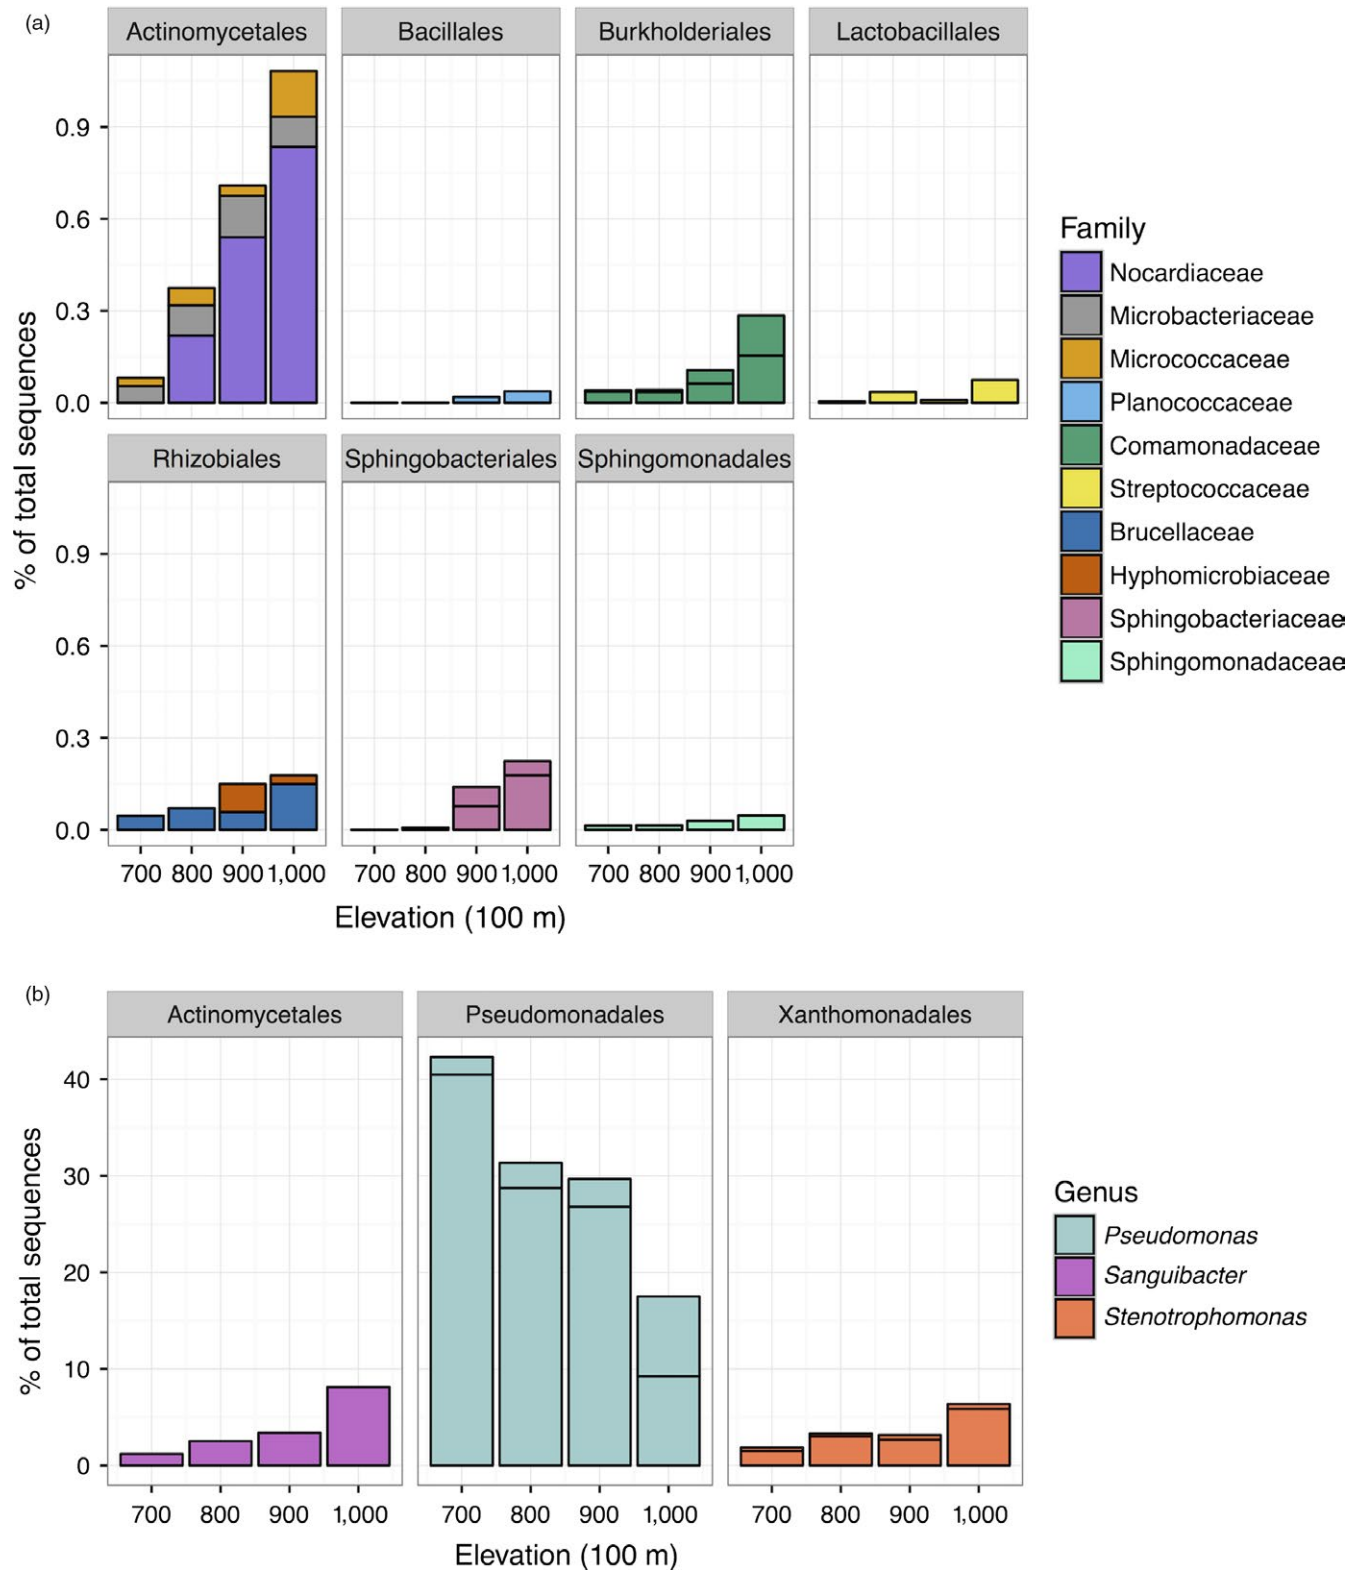 (a)
Actinomycetales Bacillales Burkholderiales Lactobacillales
0.9
0.6
0.3
0.0
Rhizobiales Sphingobacteriales Sphingomonadales
0.9
0.6
0.3
0.0
% of total sequences
700 800 900 1,000 700 800 900 1,000 700 800 900 1,000
Elevation (100 m)
Family
Nocardiaceae
Microbacteriaceae
Micrococcaceae
Planococcaceae
Comamonadaceae
Streptococcaceae
Brucellaceae
Hyphomicrobiaceae
Sphingobacteriaceae
Sphingomonadaceae
(b)
Actinomycetales Pseudomonadales Xanthomonadales
40
30
20
10
0
% of total sequences
700 800 900 1,000 700 800 900 1,000 700 800 900 1,000
Elevation (100 m)
Genus
Pseudomonas
Sanguibacter
Stenotrophomonas